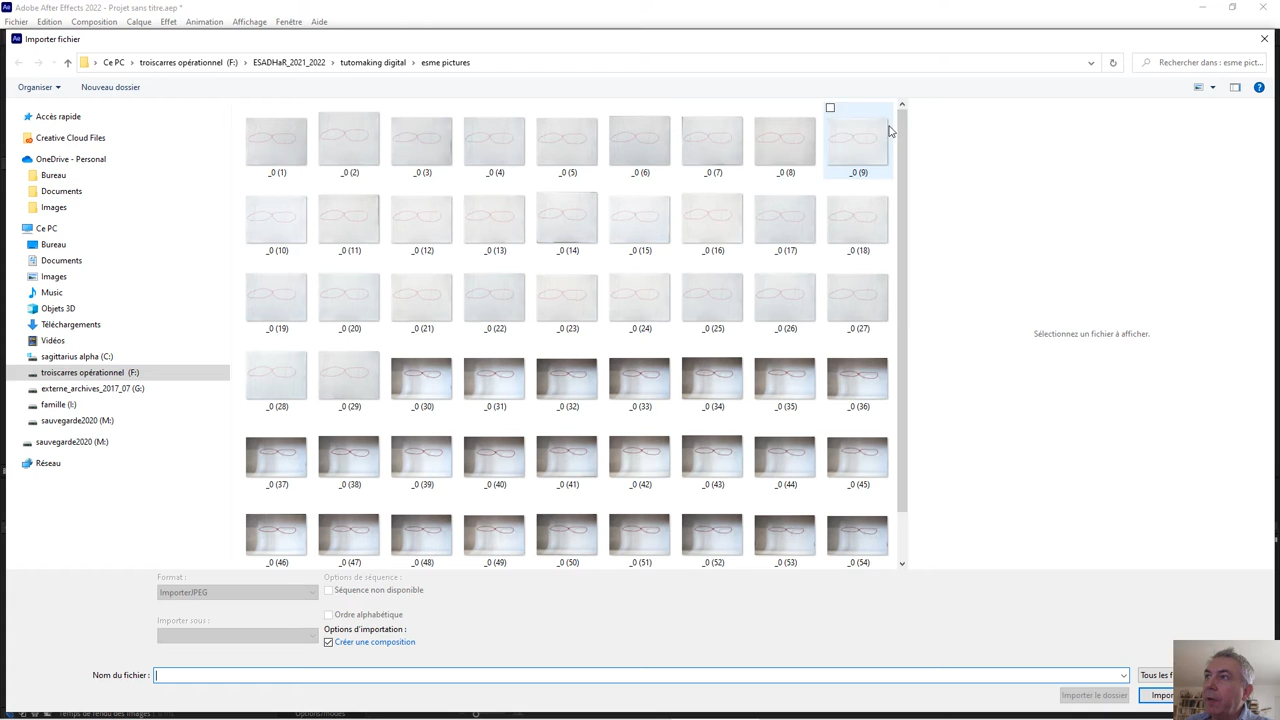 Adobe After Effects 2022 - Projet sans titre.aep *
Fichier Edition Composition Calque Effet Animation Affichage Fenêtre Aide
Importer fichier
Ce PC > troiscarres opérationnel (F:) > ESADHaR_2021_2022 > tutomaking digital > esme pictures
Rechercher dans : esme pict...
Organiser Nouveau dossier
Accès rapide
Creative Cloud Files
OneDrive - Personal
Bureau
Documents
Images
Ce PC
Bureau
Documents
Images
Music
Objets 3D
Téléchargements
Vidéos
sagittarius alpha (C:)
troiscarres opérationnel (F:)
externe_archives_2017_07 (G:)
famille (I:)
sauvegarde2020 (M:)
sauvegarde2020 (M:)
Réseau
_0 (1) _0 (2) _0 (3) _0 (4) _0 (5) _0 (6) _0 (7) _0 (8) _0 (9)
_0 (10) _0 (11) _0 (12) _0 (13) _0 (14) _0 (15) _0 (16) _0 (17) _0 (18)
_0 (19) _0 (20) _0 (21) _0 (22) _0 (23) _0 (24) _0 (25) _0 (26) _0 (27)
_0 (28) _0 (29) _0 (30) _0 (31) _0 (32) _0 (33) _0 (34) _0 (35) _0 (36)
_0 (37) _0 (38) _0 (39) _0 (40) _0 (41) _0 (42) _0 (43) _0 (44) _0 (45)
_0 (46) _0 (47) _0 (48) _0 (49) _0 (50) _0 (51) _0 (52) _0 (53) _0 (54)
Sélectionnez un fichier à afficher.
Format :
ImporterJPEG
Importer sous :
Options de séquence :
Séquence non disponible
Ordre alphabétique
Options d'importation :
Créer une composition
Nom du fichier :
Tous les f
Importer le dossier
Impor
Temps de rendu des images
Options/modes